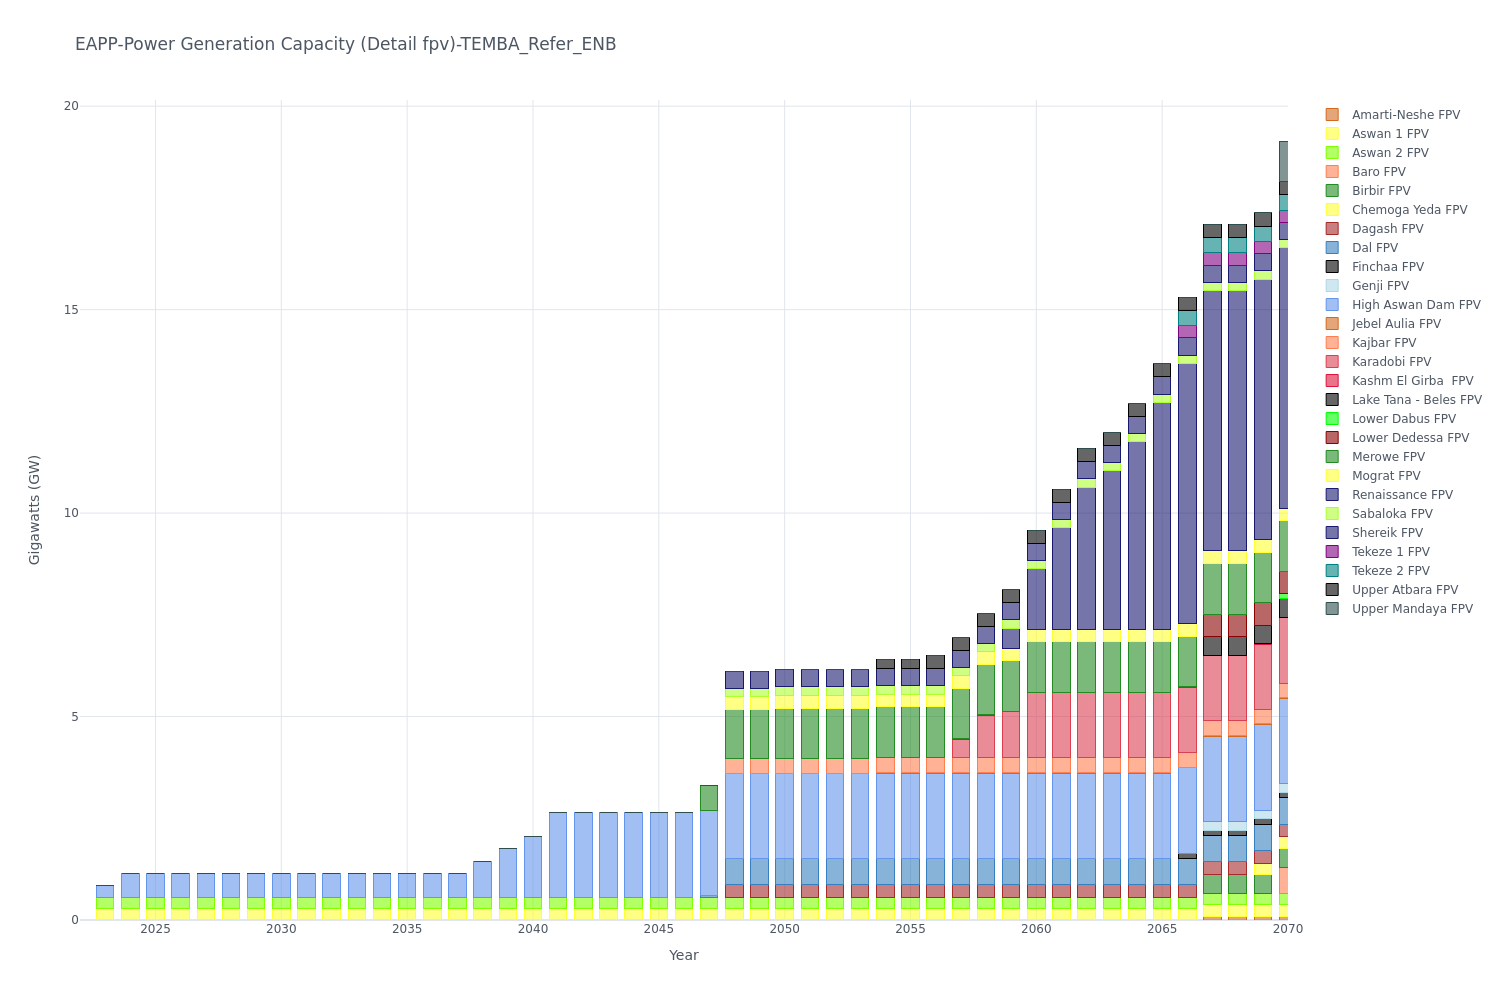 EAPP-Power Generation Capacity (Detail fpv)-TEMBA_Refer_ENB
20
15
10
5
0
Gigawatts (GW)
2025
2030
2035
2040
2045
2050
2055
2060
2065
2070
Year
Amarti-Neshe FPV
Aswan 1 FPV
Aswan 2 FPV
Baro FPV
Birbir FPV
Chemoga Yeda FPV
Dagash FPV
Dal FPV
Finchaa FPV
Genji FPV
High Aswan Dam FPV
Jebel Aulia FPV
Kajbar FPV
Karadobi FPV
Kashm El Girba  FPV
Lake Tana - Beles FPV
Lower Dabus FPV
Lower Dedessa FPV
Merowe FPV
Mograt FPV
Renaissance FPV
Sabaloka FPV
Shereik FPV
Tekeze 1 FPV
Tekeze 2 FPV
Upper Atbara FPV
Upper Mandaya FPV